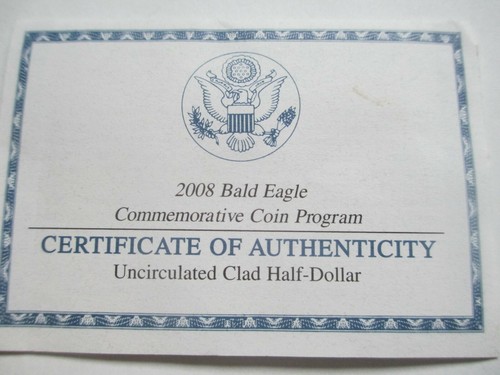 2008 Bald Eagle
Commemorative Coin Program
CERTIFICATE OF AUTHENTICITY
Uncirculated Clad Half-Dollar